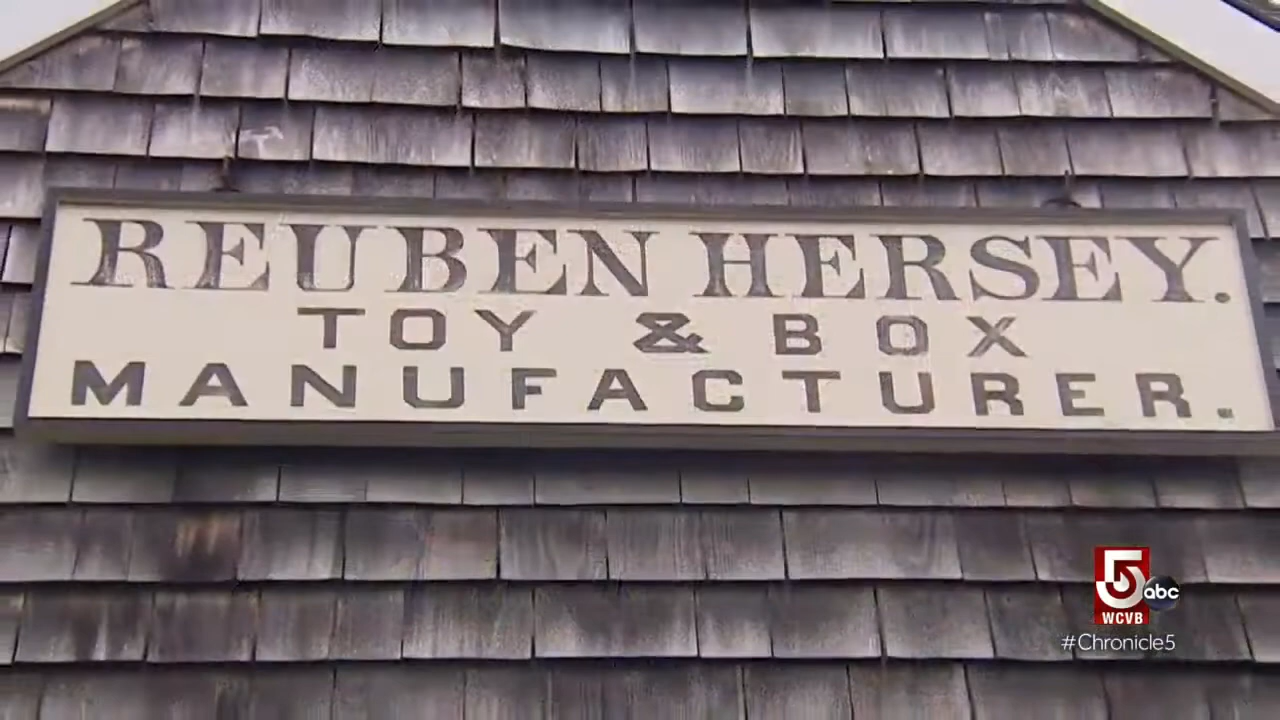 REUBEN HERSEY.
TOY & BOX
MANUFACTURER.
5 abc
WCVB
#Chronicle5